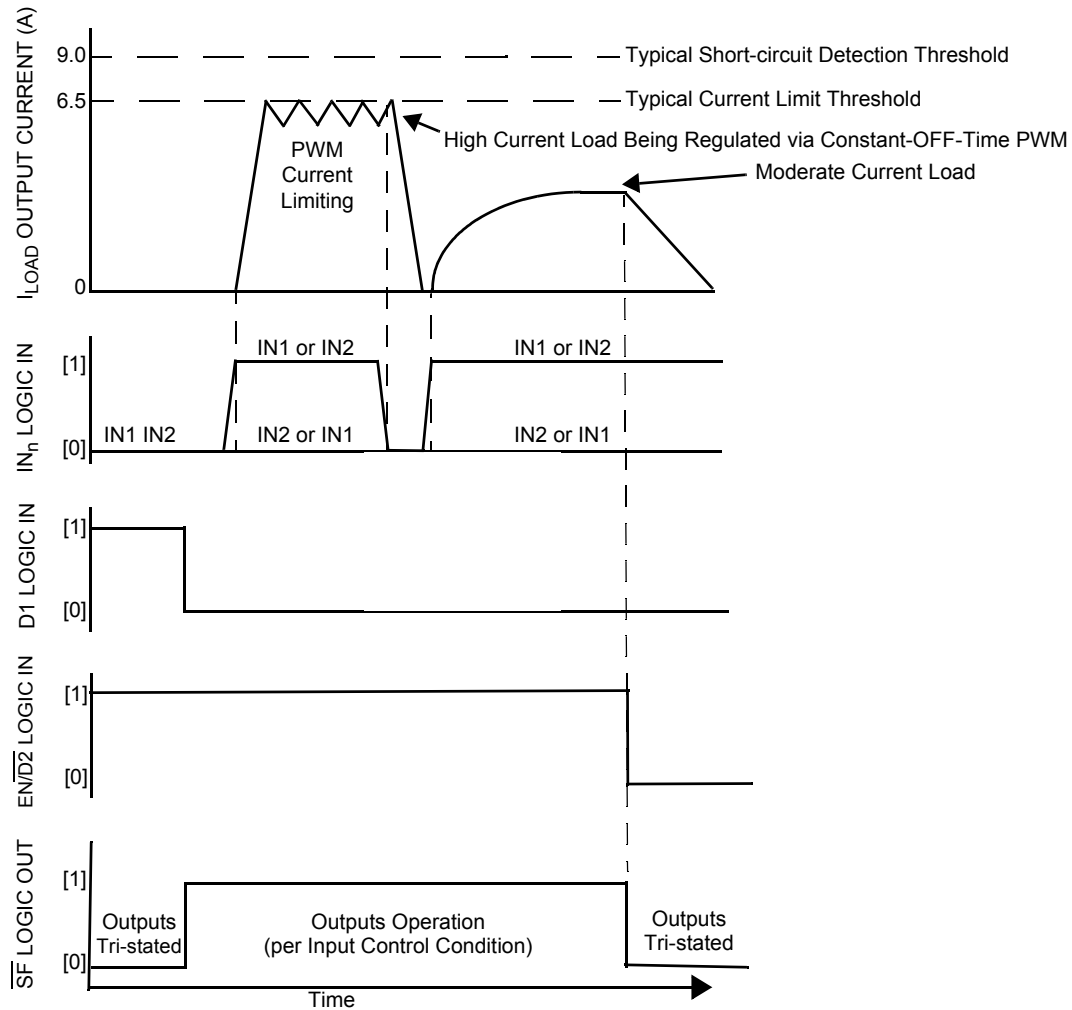 I_LOAD OUTPUT CURRENT (A)
9.0
Typical Short-circuit Detection Threshold
6.5
Typical Current Limit Threshold
High Current Load Being Regulated via Constant-OFF-Time PWM
PWM
Current
Limiting
Moderate Current Load
0
IN_n LOGIC IN
[1]
IN1 or IN2
IN1 or IN2
[0]
IN1 IN2
IN2 or IN1
IN2 or IN1
D1 LOGIC IN
[1]
[0]
EN/D2 LOGIC IN
[1]
[0]
SF LOGIC OUT
[1]
[0]
Outputs
Tri-stated
Outputs Operation
(per Input Control Condition)
Outputs
Tri-stated
Time